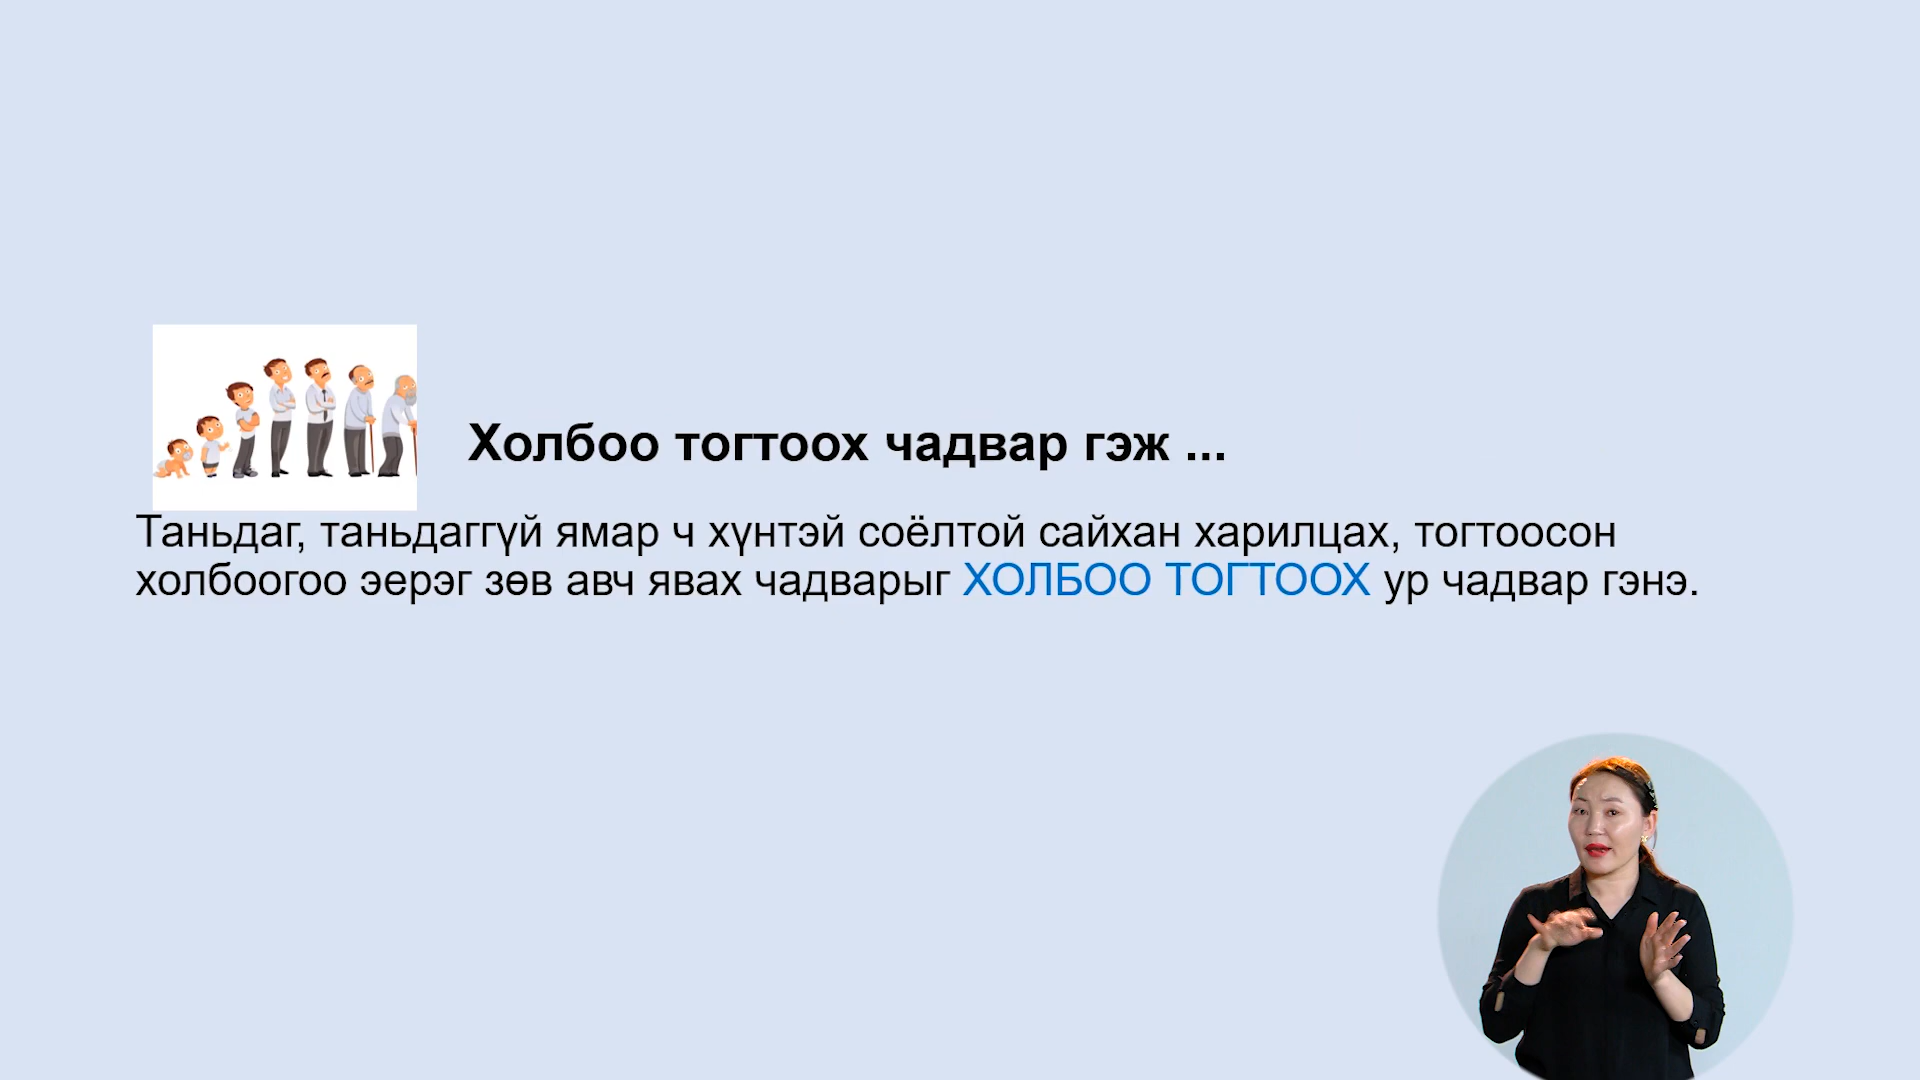 Холбоо тогтоох чадвар гэж ...
Таньдаг, таньдаггүй ямар ч хүнтэй соёлтой сайхан харилцах, тогтоосон
холбоогоо эерэг зөв авч явах чадварыг ХОЛБОО ТОГТООХ ур чадвар гэнэ.